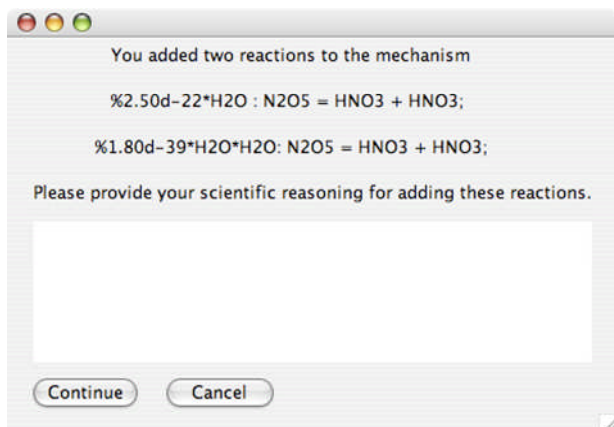 You added two reactions to the mechanism
%2.50d-22*H2O : N2O5 = HNO3 + HNO3;
%1.80d-39*H2O*H2O: N2O5 = HNO3 + HNO3;
Please provide your scientific reasoning for adding these reactions.
Continue
Cancel